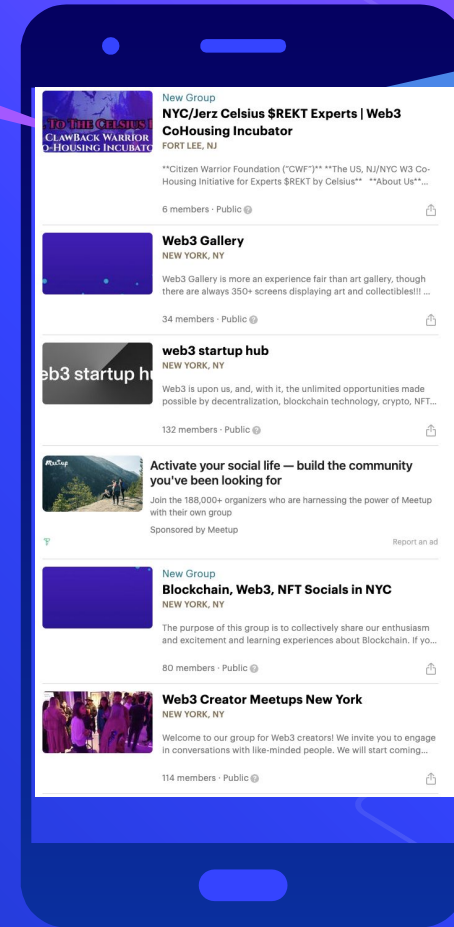 TO THE CELSIUS
CLAWBACK WARRIOR
O-HOUSING INCUBATO
New Group
NYC/Jerz Celsius $REKT Experts | Web3
CoHousing Incubator
FORT LEE, NJ
**Citizen Warrior Foundation ("CWF")** **The US, NJ/NYC W3 Co-
Housing Initiative for Experts $REKT by Celsius** **About Us**...
6 members · Public
Web3 Gallery
NEW YORK, NY
Web3 Gallery is more an experience fair than art gallery, though
there are always 350+ screens displaying art and collectibles!!! ...
34 members · Public
eb3 startup h
web3 startup hub
NEW YORK, NY
Web3 is upon us, and, with it, the unlimited opportunities made
possible by decentralization, blockchain technology, crypto, NFT...
132 members · Public
Meetup
Activate your social life — build the community
you've been looking for
Join the 188,000+ organizers who are harnessing the power of Meetup
with their own group
Sponsored by Meetup
Report an ad
New Group
Blockchain, Web3, NFT Socials in NYC
NEW YORK, NY
The purpose of this group is to collectively share our enthusiasm
and excitement and learning experiences about Blockchain. If yo...
80 members · Public
Web3 Creator Meetups New York
NEW YORK, NY
Welcome to our group for Web3 creators! We invite you to engage
in conversations with like-minded people. We will start coming...
114 members · Public